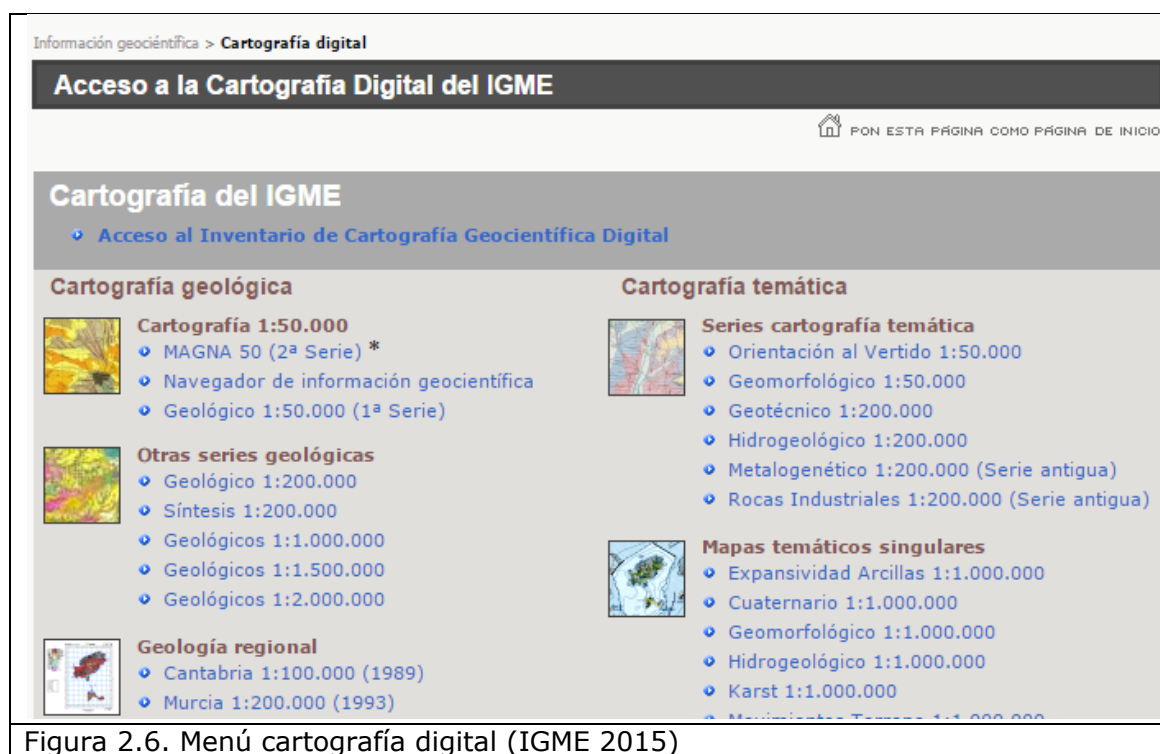 Información geociéntífica > Cartografía digital
Acceso a la Cartografía Digital del IGME
PON ESTA PÁGINA COMO PÁGINA DE INICIO
Cartografía del IGME
Acceso al Inventario de Cartografía Geocientífica Digital
Cartografía geológica
Cartografía 1:50.000
MAGNA 50 (2ª Serie) *
Navegador de información geocientífica
Geológico 1:50.000 (1ª Serie)
Otras series geológicas
Geológico 1:200.000
Síntesis 1:200.000
Geológicos 1:1.000.000
Geológicos 1:1.500.000
Geológicos 1:2.000.000
Geología regional
Cantabria 1:100.000 (1989)
Murcia 1:200.000 (1993)
Cartografía temática
Series cartografía temática
Orientación al Vertido 1:50.000
Geomorfológico 1:50.000
Geotécnico 1:200.000
Hidrogeológico 1:200.000
Metalogenético 1:200.000 (Serie antigua)
Rocas Industriales 1:200.000 (Serie antigua)
Mapas temáticos singulares
Expansividad Arcillas 1:1.000.000
Cuaternario 1:1.000.000
Geomorfológico 1:1.000.000
Hidrogeológico 1:1.000.000
Karst 1:1.000.000
Movimientos Terreno 1:1.000.000
Figura 2.6. Menú cartografía digital (IGME 2015)